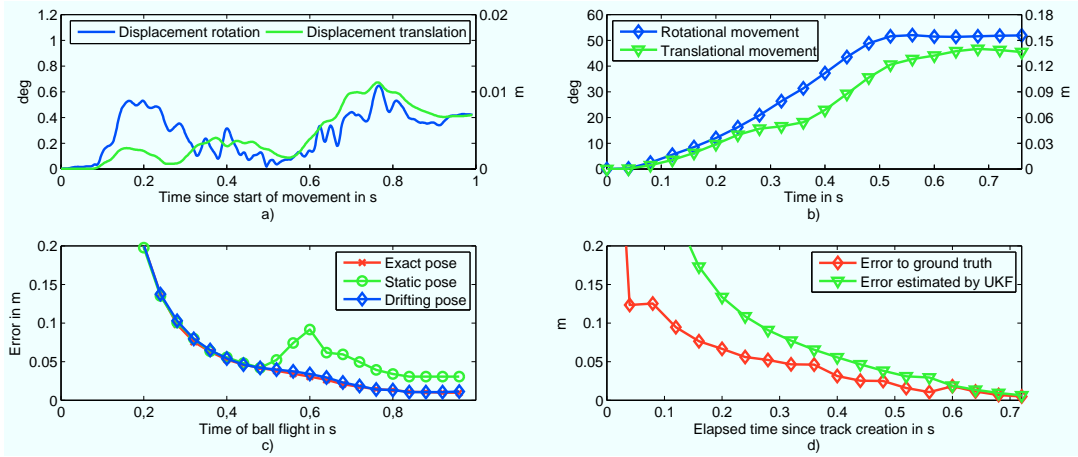 1.2
1
0.8
0.6
0.4
0.2
0
deg
0.02
0.01
0
m
Displacement rotation
Displacement translation
0 0.2 0.4 0.6 0.8 1
Time since start of movement in s
a)
60
50
40
30
20
10
0
deg
0.18
0.15
0.12
0.09
0.06
0.03
0
m
Rotational movement
Translational movement
0 0.1 0.2 0.3 0.4 0.5 0.6 0.7
Time in s
b)
0.2
0.15
0.1
0.05
0
Error in m
Exact pose
Static pose
Drifting pose
0 0.2 0.4 0.6 0.8
Time of ball flight in s
c)
0.2
0.15
0.1
0.05
0
m
Error to ground truth
Error estimated by UKF
0 0.1 0.2 0.3 0.4 0.5 0.6 0.7
Elapsed time since track creation in s
d)